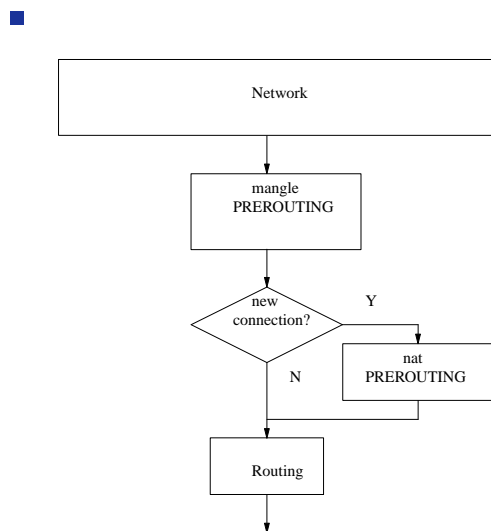 Network
mangle
PREROUTING
new
connection?
Y
nat
PREROUTING
N
Routing